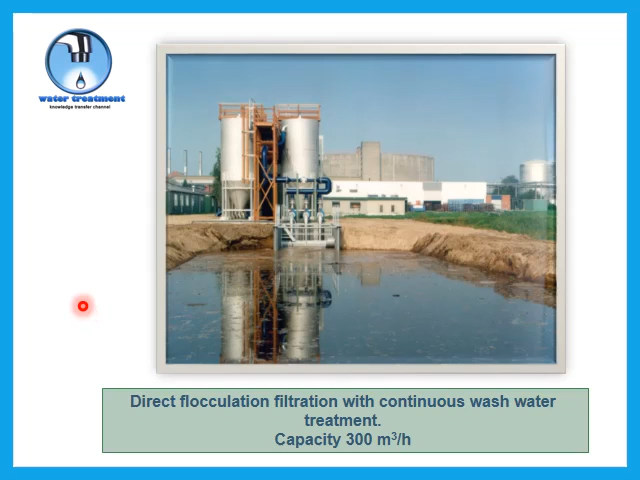 water treatment
knowledge transfer channel
Direct flocculation filtration with continuous wash water
treatment.
Capacity 300 m³/h